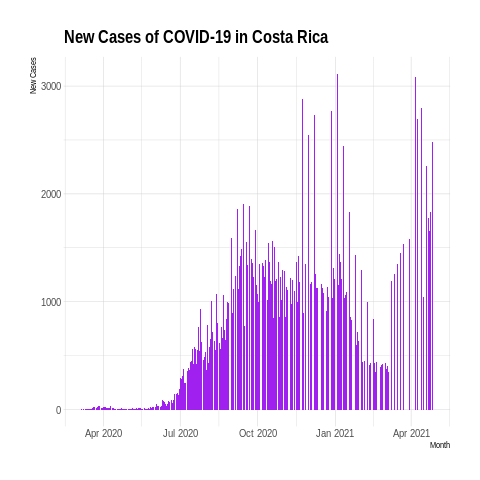 New Cases of COVID-19 in Costa Rica
New Cases
3000
2000
1000
0
Apr 2020 Jul 2020 Oct 2020 Jan 2021 Apr 2021
Month